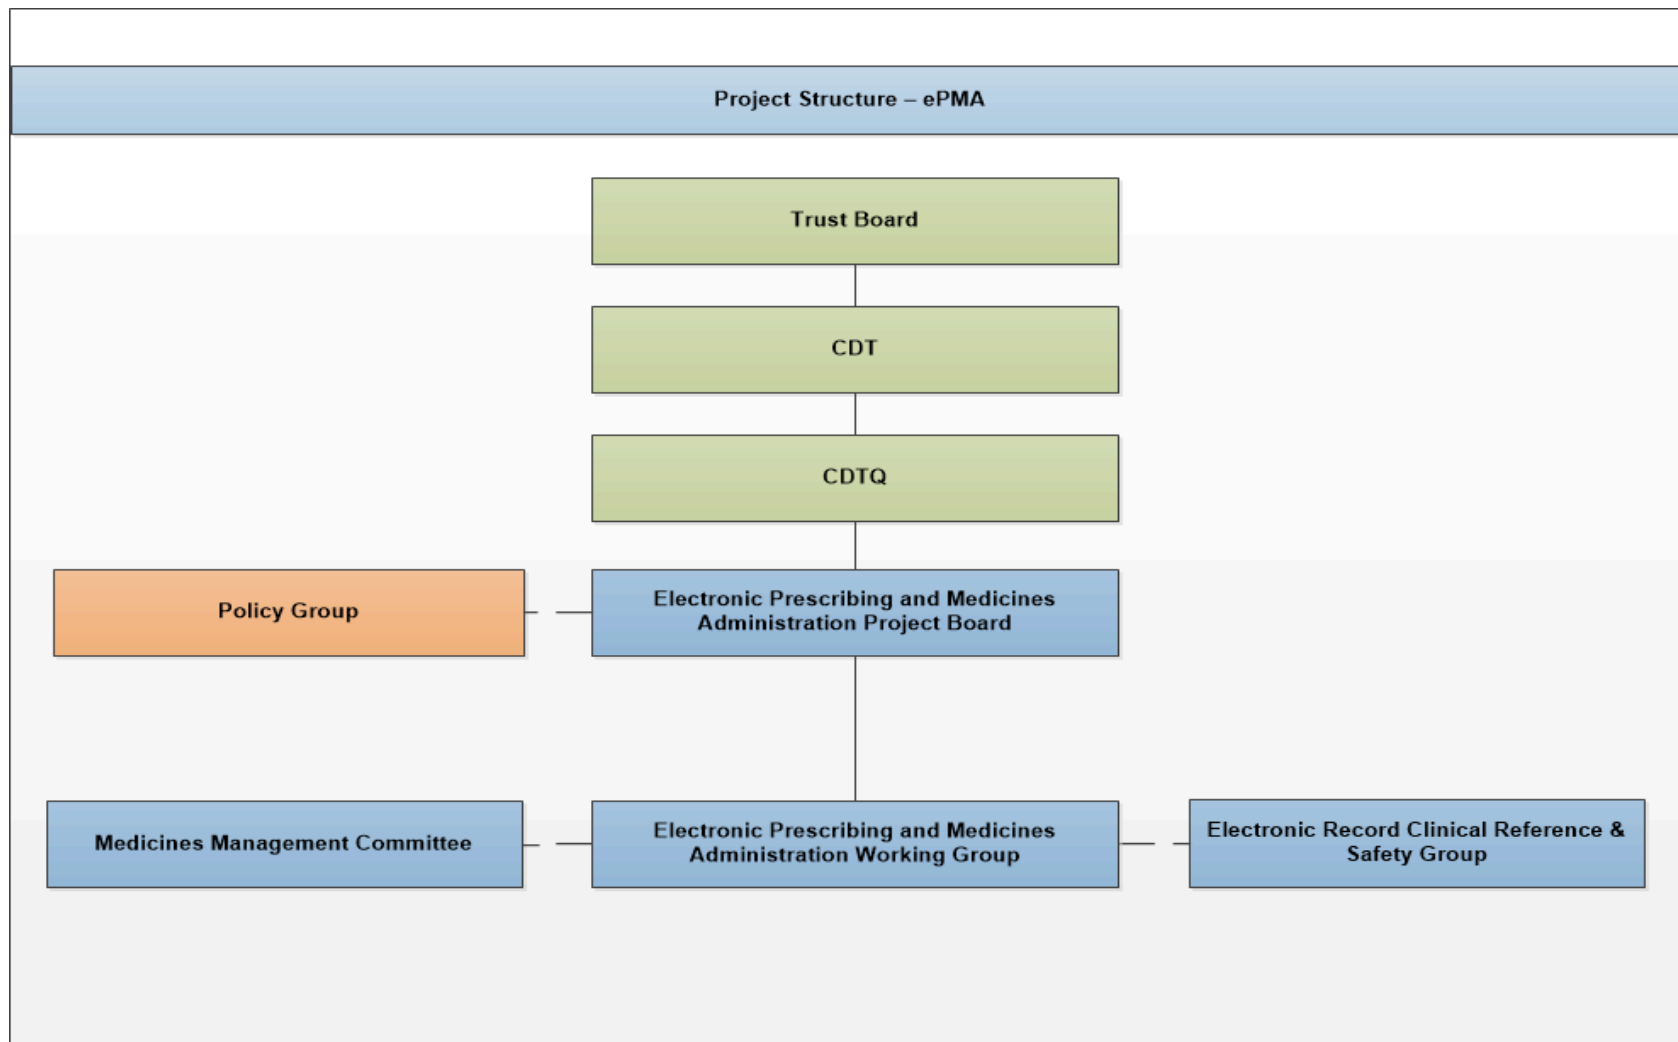 Project Structure – ePMA
Trust Board
CDT
CDTQ
Policy Group
Electronic Prescribing and Medicines
Administration Project Board
Medicines Management Committee
Electronic Prescribing and Medicines
Administration Working Group
Electronic Record Clinical Reference &
Safety Group